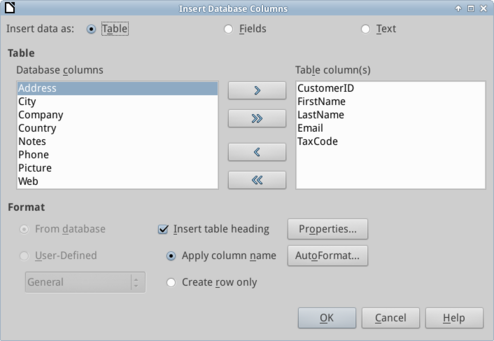 Insert Database Columns
Insert data as: Table Fields Text
Table
Database columns Table column(s)
Address CustomerID
City FirstName
Company LastName
Country Email
Notes TaxCode
Phone
Picture
Web
Format
From database Insert table heading Properties...
User-Defined Apply column name AutoFormat...
General Create row only
OK Cancel Help